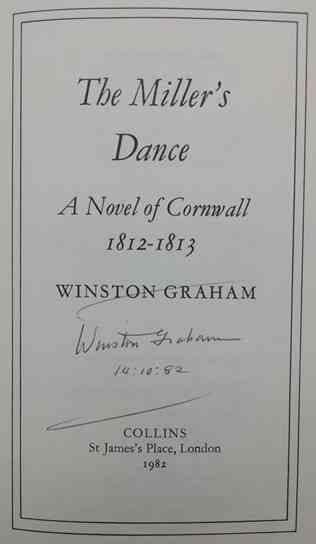 The Miller's
Dance
A Novel of Cornwall
1812-1813
WINSTON GRAHAM
Winston Graham
14:10:82
COLLINS
St James's Place, London
1982